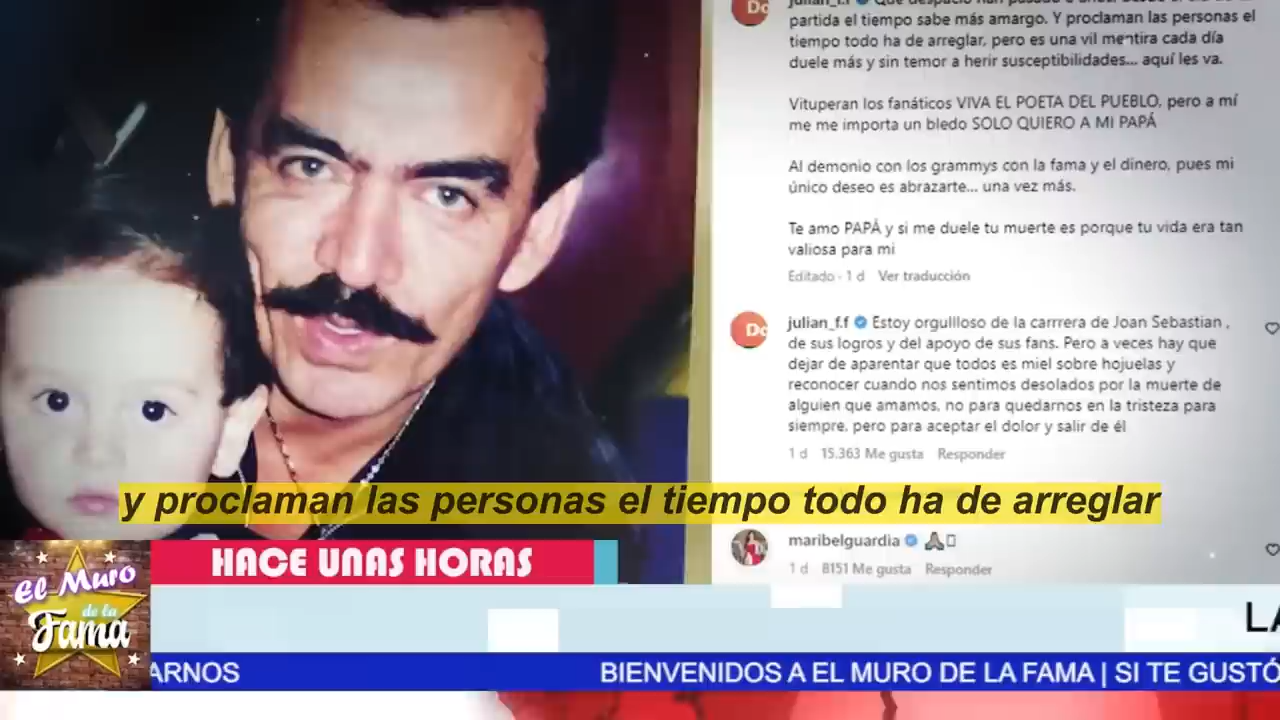 Do
partida el tiempo sabe más amargo. Y proclaman las personas el
tiempo todo ha de arreglar, pero es una vil mentira cada día
duele más y sin temor a herir susceptibilidades... aquí les va.
Vituperan los fanáticos VIVA EL POETA DEL PUEBLO, pero a mí
me me importa un bledo SOLO QUIERO A MI PAPÁ
Al demonio con los grammys con la fama y el dinero, pues mi
único deseo es abrazarte... una vez más.
Te amo PAPÁ y si me duele tu muerte es porque tu vida era tan
valiosa para mi
Editado · 1 d Ver traducción
Do
julian_f.f Estoy orgullloso de la carrrera de Joan Sebastian ,
de sus logros y del apoyo de sus fans. Pero a veces hay que
dejar de aparentar que todos es miel sobre hojuelas y
reconocer cuando nos sentimos desolados por la muerte de
alguien que amamos, no para quedarnos en la tristeza para
siempre. pero para aceptar el dolor y salir de él
1 d 15.363 Me gusta Responder
y proclaman las personas el tiempo todo ha de arreglar
maribelguardia 🙏
1 d 8151 Me gusta Responder
HACE UNAS HORAS
El Muro
de la
Fama
LA
ARNOS BIENVENIDOS A EL MURO DE LA FAMA | SI TE GUSTÓ